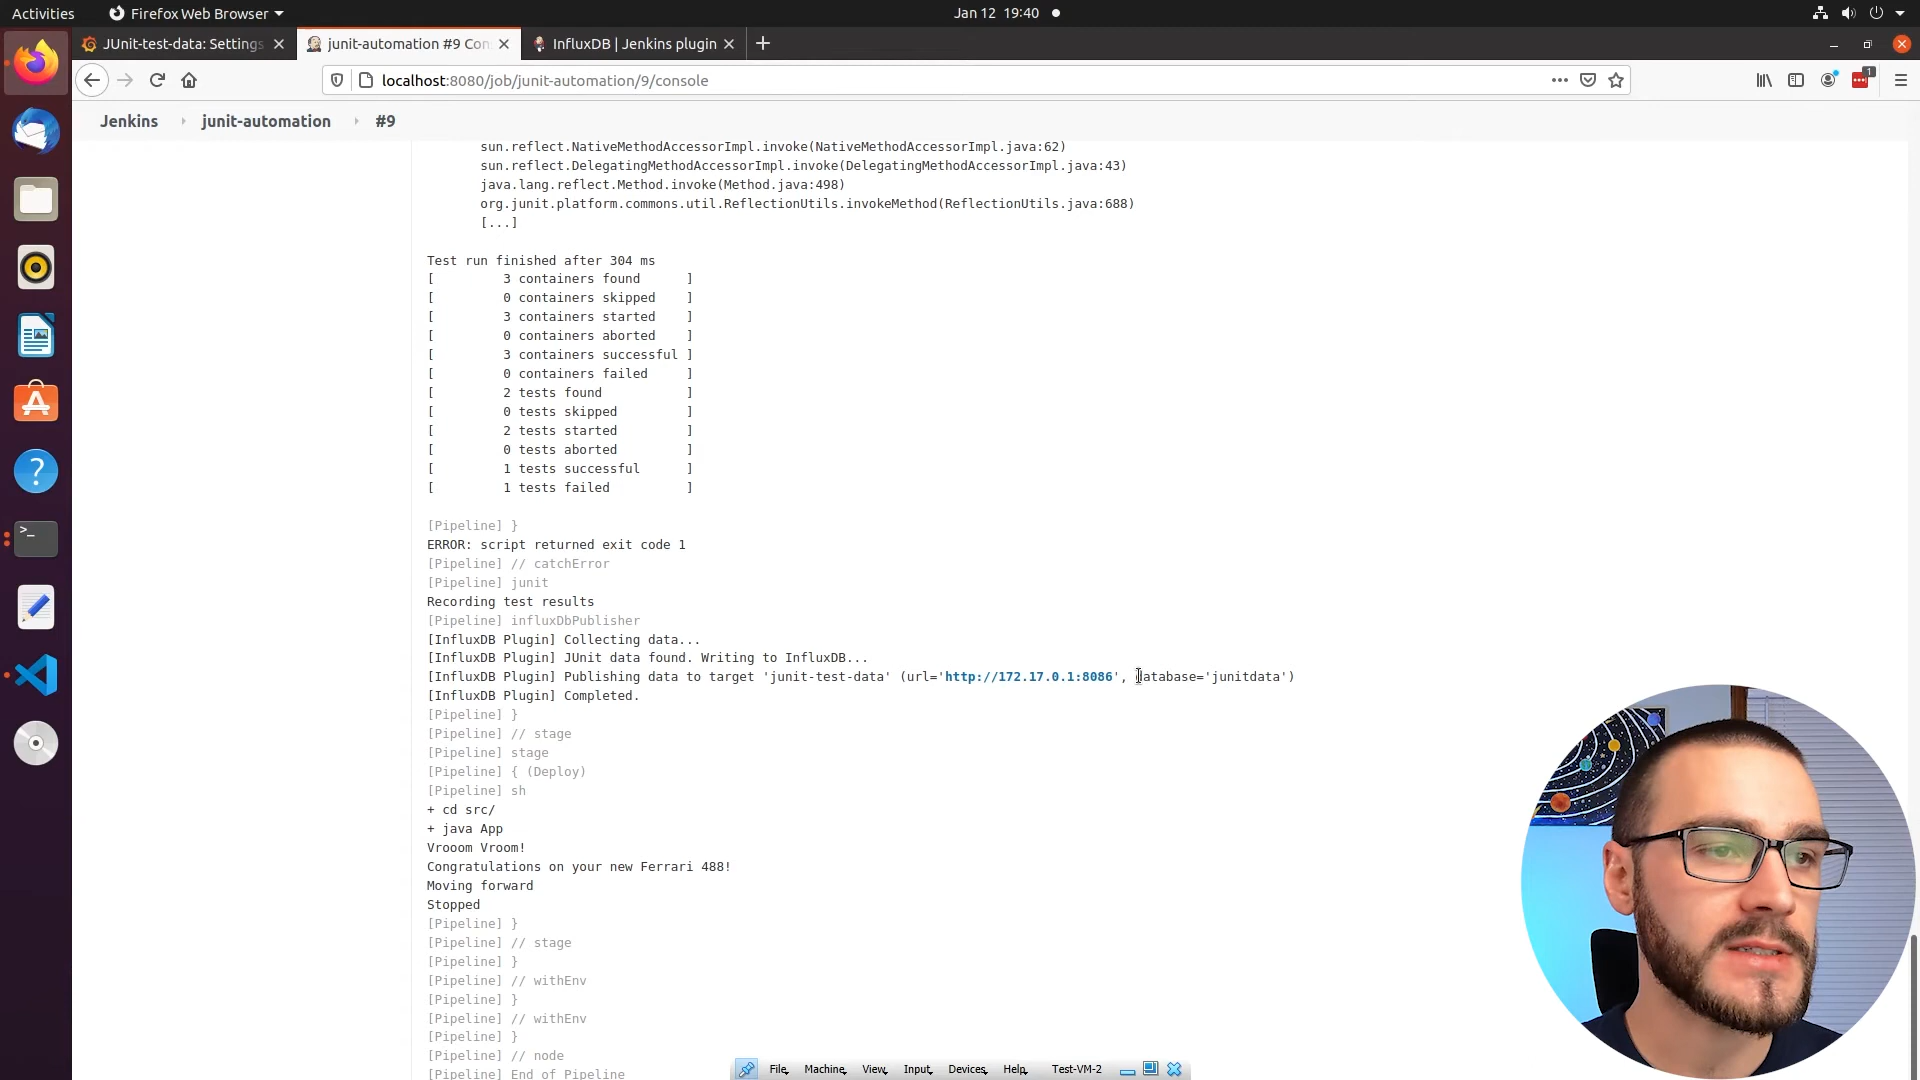 Activities
Firefox Web Browser
Jan 12 19:40
JUnit-test-data: Settings
junit-automation #9 Con
InfluxDB | Jenkins plugin
localhost:8080/job/junit-automation/9/console
1
Jenkins
junit-automation
#9
sun.reflect.NativeMethodAccessorImpl.invoke(NativeMethodAccessorImpl.java:62)
sun.reflect.DelegatingMethodAccessorImpl.invoke(DelegatingMethodAccessorImpl.java:43)
java.lang.reflect.Method.invoke(Method.java:498)
org.junit.platform.commons.util.ReflectionUtils.invokeMethod(ReflectionUtils.java:688)
[...]
Test run finished after 304 ms
[ 3 containers found ]
[ 0 containers skipped ]
[ 3 containers started ]
[ 0 containers aborted ]
[ 3 containers successful ]
[ 0 containers failed ]
[ 2 tests found ]
[ 0 tests skipped ]
[ 2 tests started ]
[ 0 tests aborted ]
[ 1 tests successful ]
[ 1 tests failed ]
[Pipeline] }
ERROR: script returned exit code 1
[Pipeline] // catchError
[Pipeline] junit
Recording test results
[Pipeline] influxDbPublisher
[InfluxDB Plugin] Collecting data...
[InfluxDB Plugin] JUnit data found. Writing to InfluxDB...
[InfluxDB Plugin] Publishing data to target 'junit-test-data' (url='http://172.17.0.1:8086', database='junitdata')
[InfluxDB Plugin] Completed.
[Pipeline] }
[Pipeline] // stage
[Pipeline] stage
[Pipeline] { (Deploy)
[Pipeline] sh
+ cd src/
+ java App
Vrooom Vroom!
Congratulations on your new Ferrari 488!
Moving forward
Stopped
[Pipeline] }
[Pipeline] // stage
[Pipeline] }
[Pipeline] // withEnv
[Pipeline] }
[Pipeline] // withEnv
[Pipeline] }
[Pipeline] // node
[Pipeline] End of Pipeline
File Machine View Input Devices Help Test-VM-2